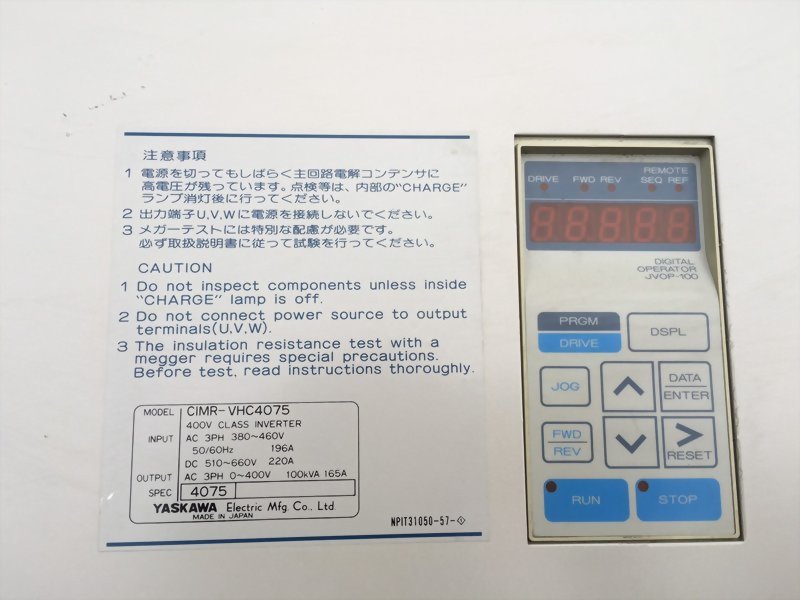 注意事項
1 電源を切ってもしばらく主回路電解コンデンサに
高電圧が残っています。点検等は、内部の“CHARGE”
ランプ消灯後に行ってください。
2 出力端子U,V,Wに電源を接続しないでください。
3 メガーテストには特別な配慮が必要です。
必ず取扱説明書に従って試験を行ってください。
CAUTION
1 Do not inspect components unless inside
“CHARGE” lamp is off.
2 Do not connect power source to output
terminals(U,V,W).
3 The insulation resistance test with a
megger requires special precautions.
Before test, read instructions thoroughly.
MODEL CIMR-VHC4075
400V CLASS INVERTER
INPUT AC 3PH 380~460V
50/60Hz 196A
DC 510~660V 220A
OUTPUT AC 3PH 0~400V 100kVA 165A
SPEC 4075
YASKAWA Electric Mfg. Co., Ltd.
MADE IN JAPAN
NPIT31050-57-
DRIVE FWD REV REMOTE
SEQ REF
88888
DIGITAL
OPERATOR
JVOP-100
PRGM
DRIVE
DSPL
JOG
DATA
ENTER
FWD
REV
RESET
RUN
STOP